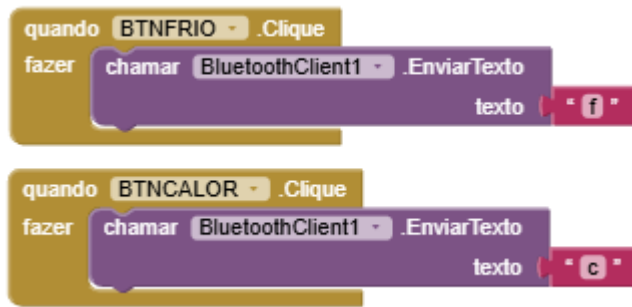 quando BTNFRIO .Clique
fazer chamar BluetoothClient1 .EnviarTexto
texto " f "
quando BTNCALOR .Clique
fazer chamar BluetoothClient1 .EnviarTexto
texto " c "